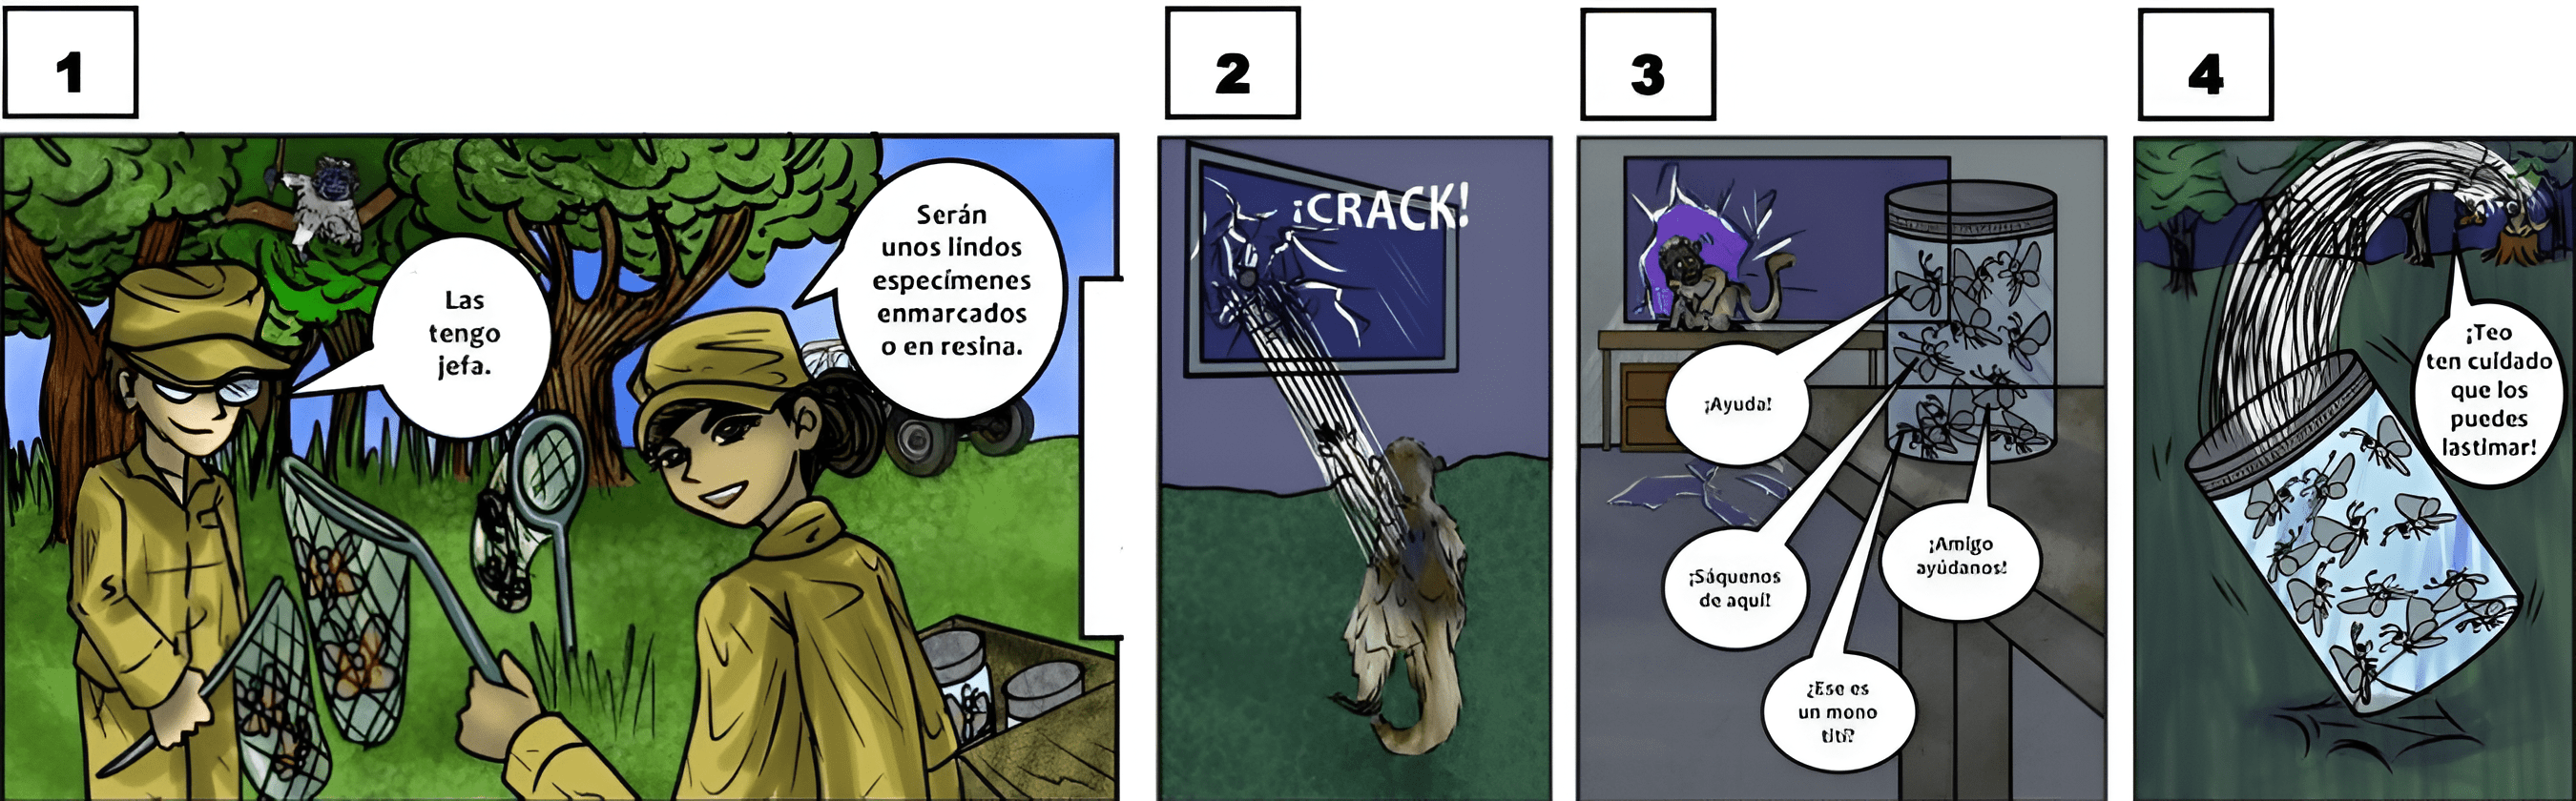 1
2
3
4
Las
tengo
jefa.
Serán
unos lindos
especímenes
enmarcados
o en resina.
¡CRACK!
¡Ayuda!
¡Sáquenos
de aquí!
¡Amigo
ayúdanos!
¿Ese es
un mono
tití?
¡Teo
ten cuidado
que los
puedes
lastimar!